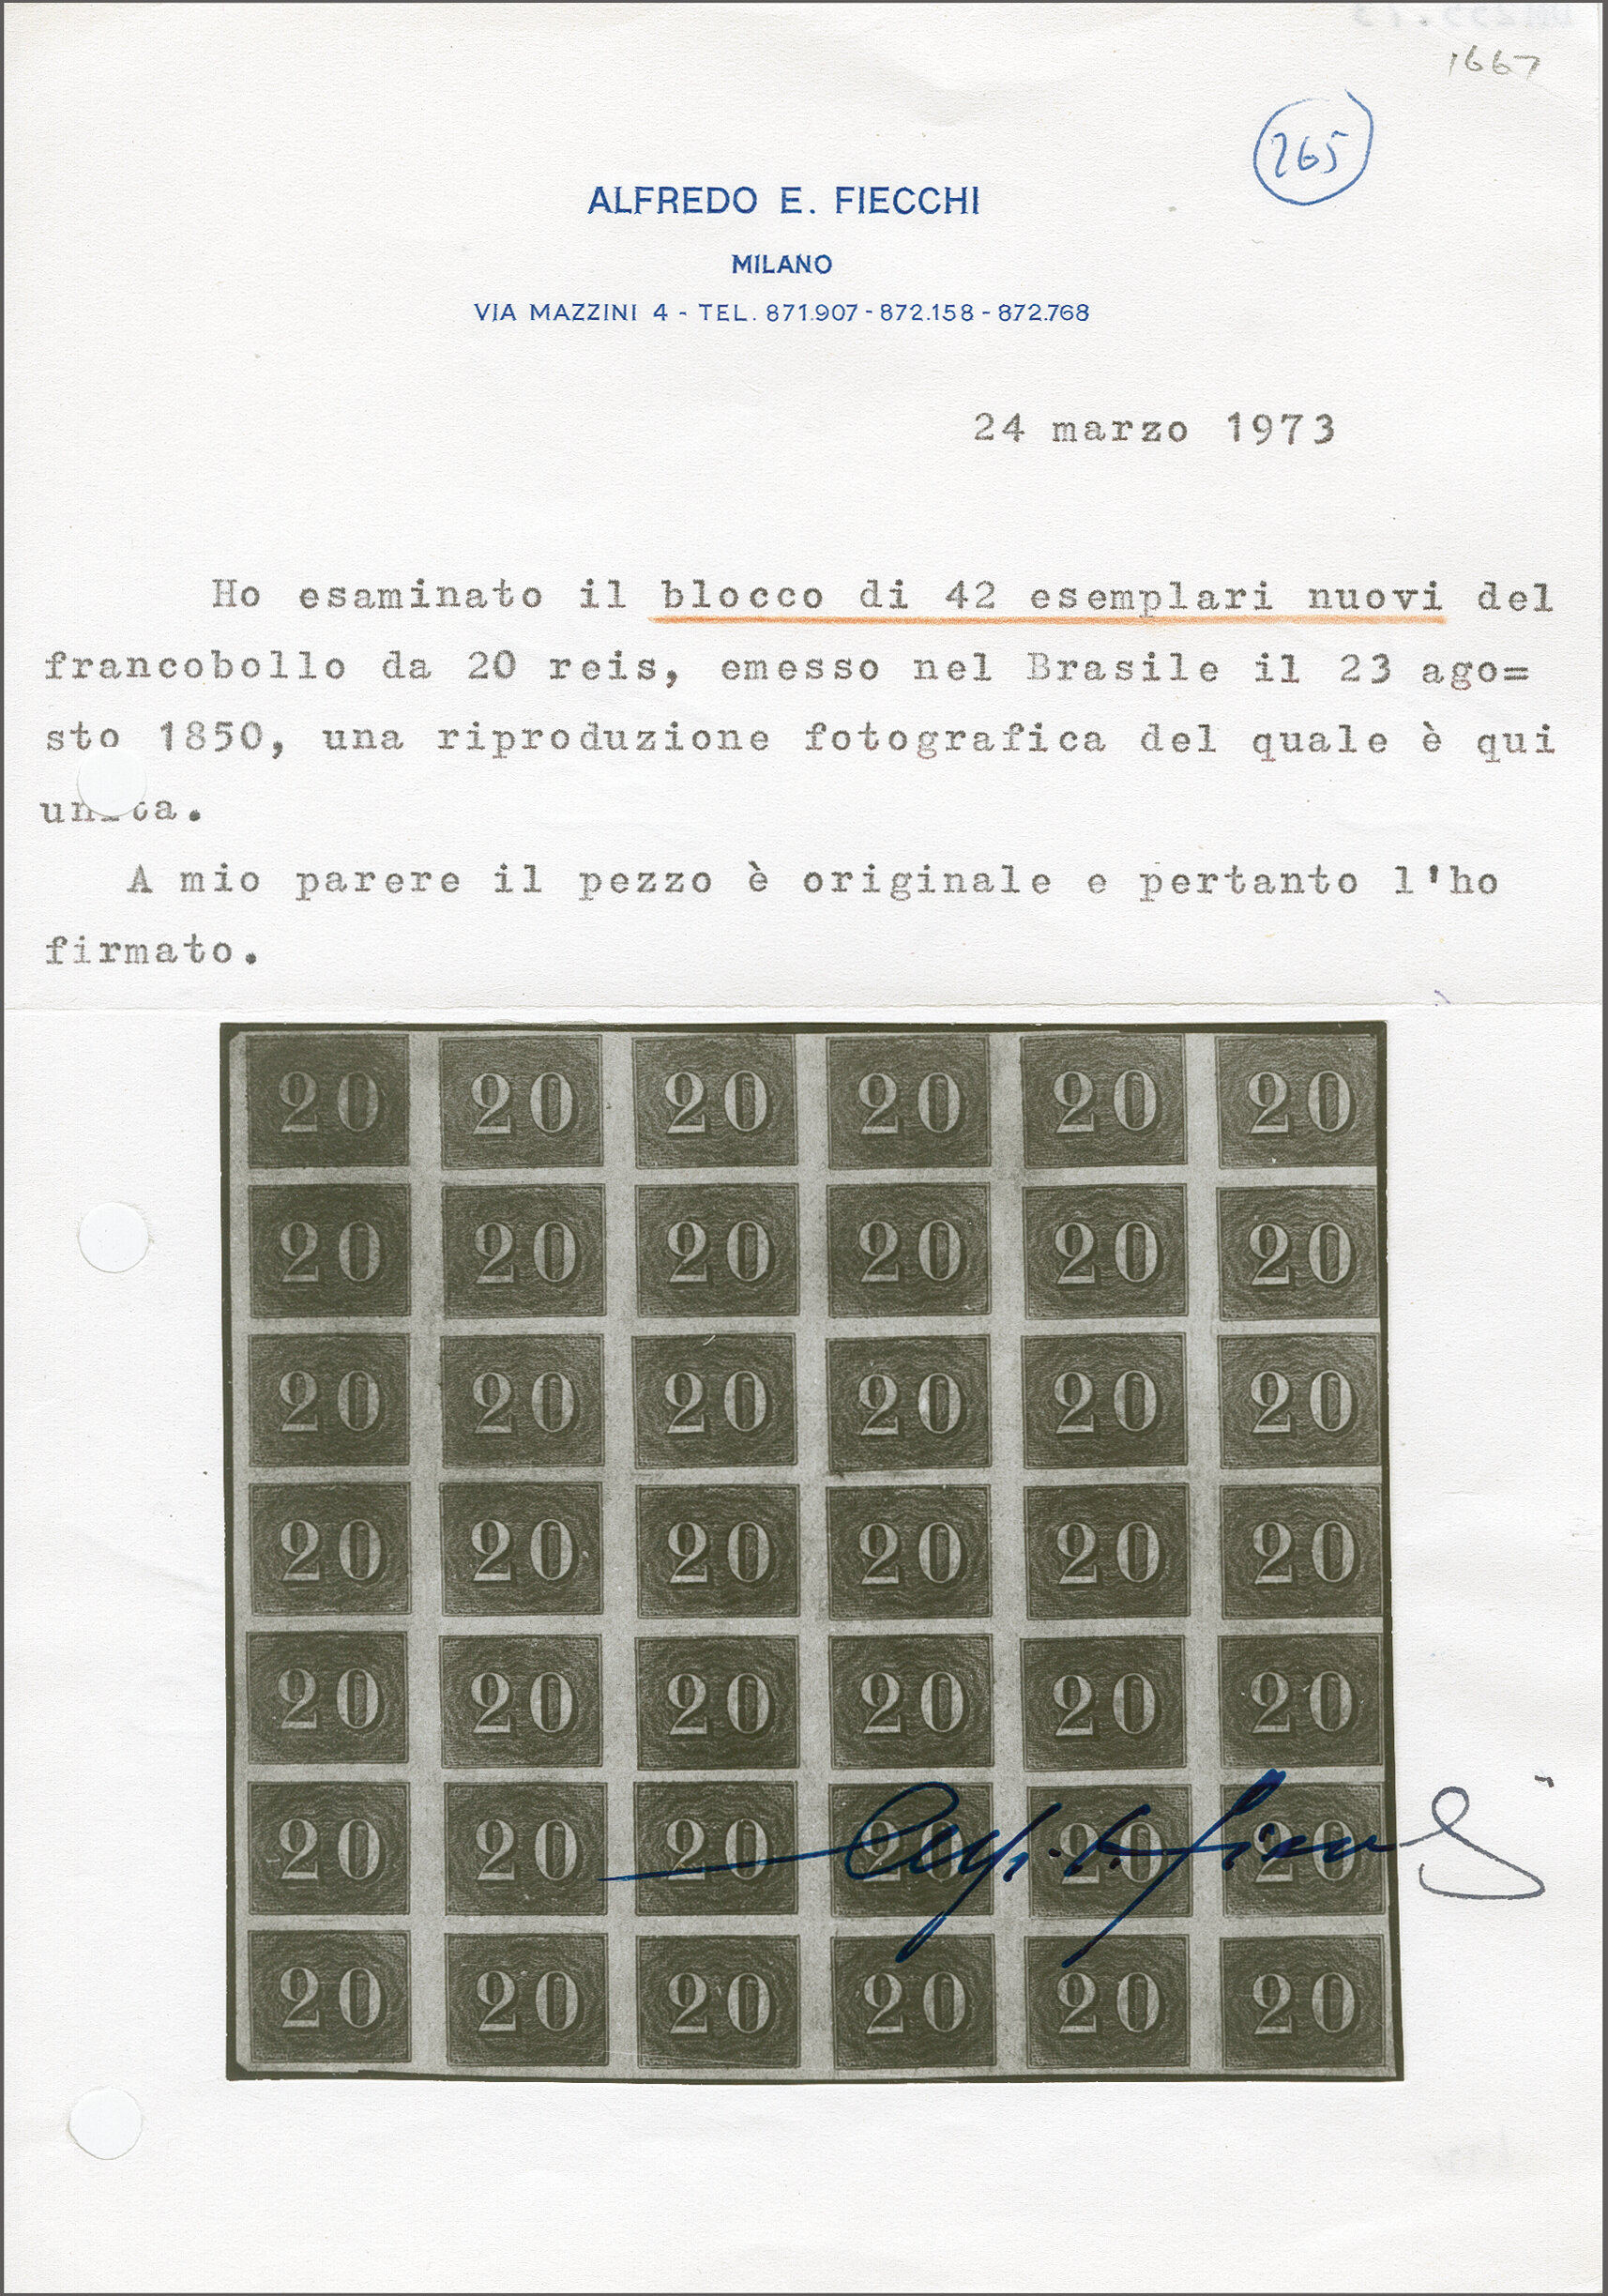 1667
265
ALFREDO E. FIECCHI
MILANO
VIA MAZZINI 4 - TEL. 871.907 - 872.158 - 872.768
24 marzo 1973
Ho esaminato il blocco di 42 esemplari nuovi del
francobollo da 20 reis, emesso nel Brasile il 23 ago=
sto 1850, una riproduzione fotografica del quale è qui
unita.
A mio parere il pezzo è originale e pertanto l'ho
firmato.
20 20 20 20 20 20
20 20 20 20 20 20
20 20 20 20 20 20
20 20 20 20 20 20
20 20 20 20 20 20
20 20 20 20 20 20
20 20 20 20 20 20